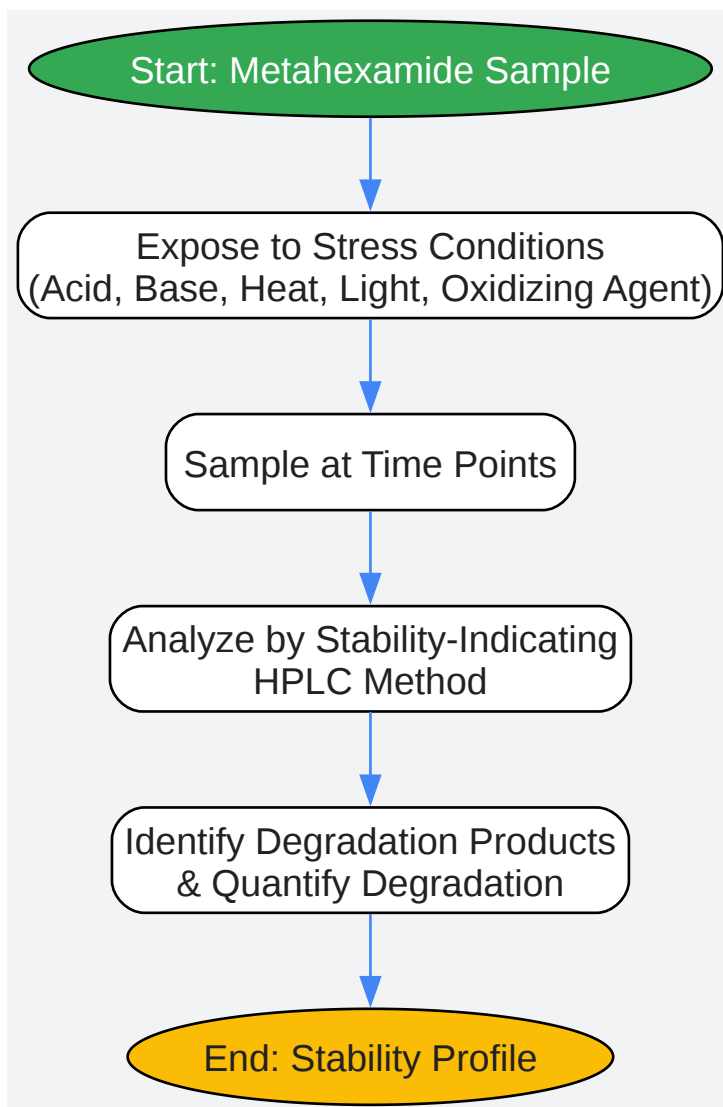 Start: Metahexamide Sample
Expose to Stress Conditions
(Acid, Base, Heat, Light, Oxidizing Agent)
Sample at Time Points
Analyze by Stability-Indicating
HPLC Method
Identify Degradation Products
& Quantify Degradation
End: Stability Profile